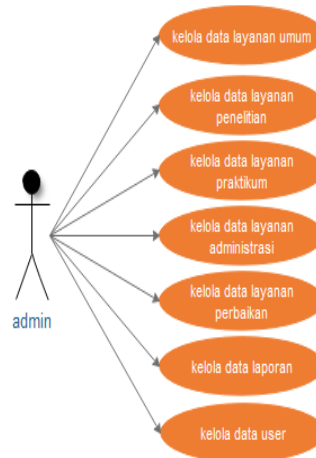 kelola data layanan umum
kelola data layanan
penelitian
kelola data layanan
praktikum
kelola data layanan
administrasi
kelola data layanan
perbaikan
admin
kelola data laporan
kelola data user